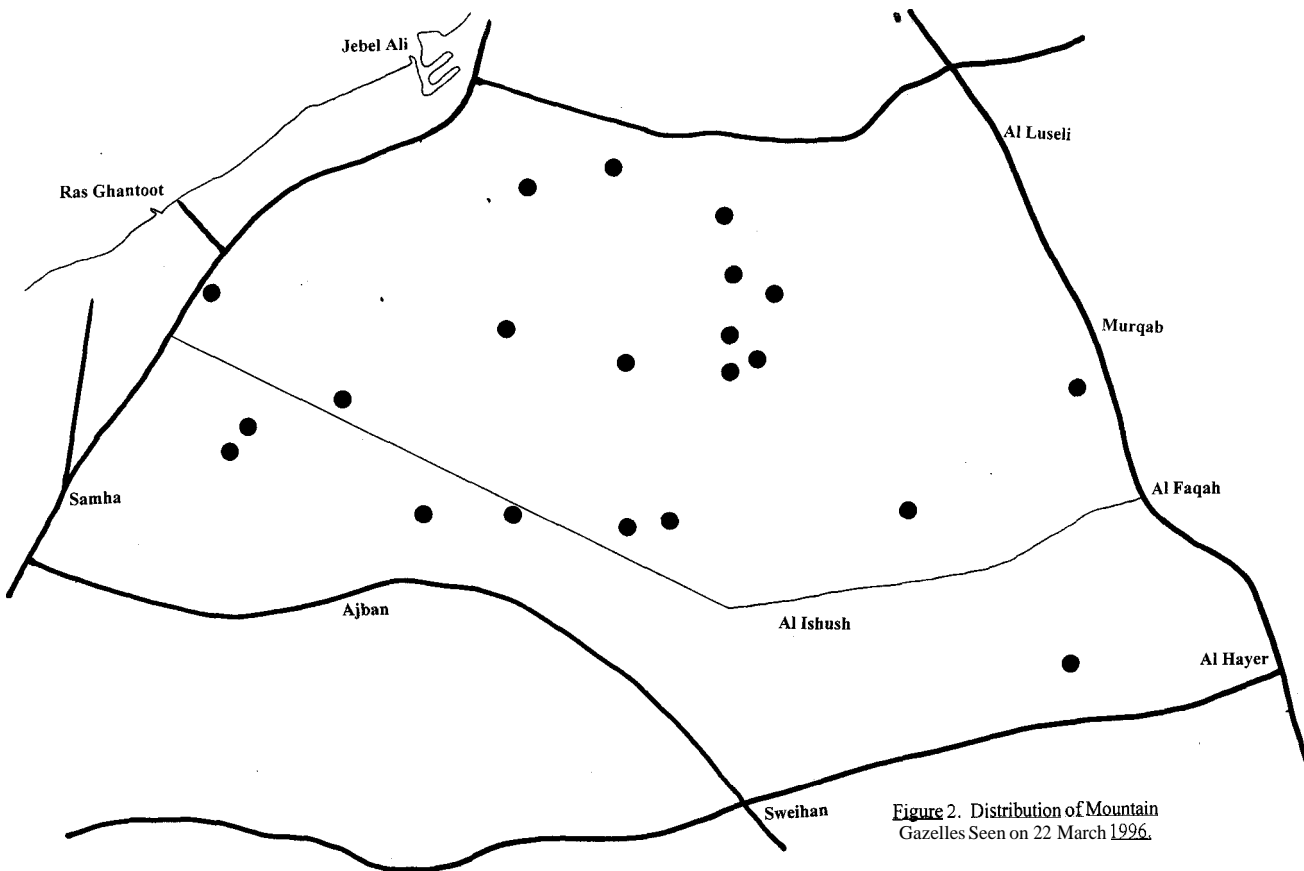 Jebel Ali
Al Luseli
Ras Ghantoot
Murqab
Samha
Al Faqah
Ajban
Al Ishush
Al Hayer
Sweihan
Figure 2. Distribution of Mountain
Gazelles Seen on 22 March 1996.